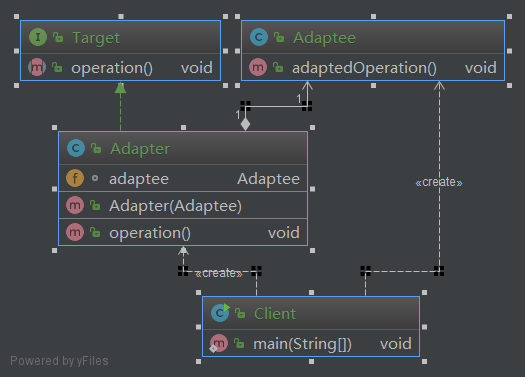 I Target
m operation() void
C Adaptee
m adaptedOperation() void
1
1
C Adapter
f adaptee Adaptee
m Adapter(Adaptee)
m operation() void
«create»
«create»
C Client
m main(String[]) void
Powered by yFiles